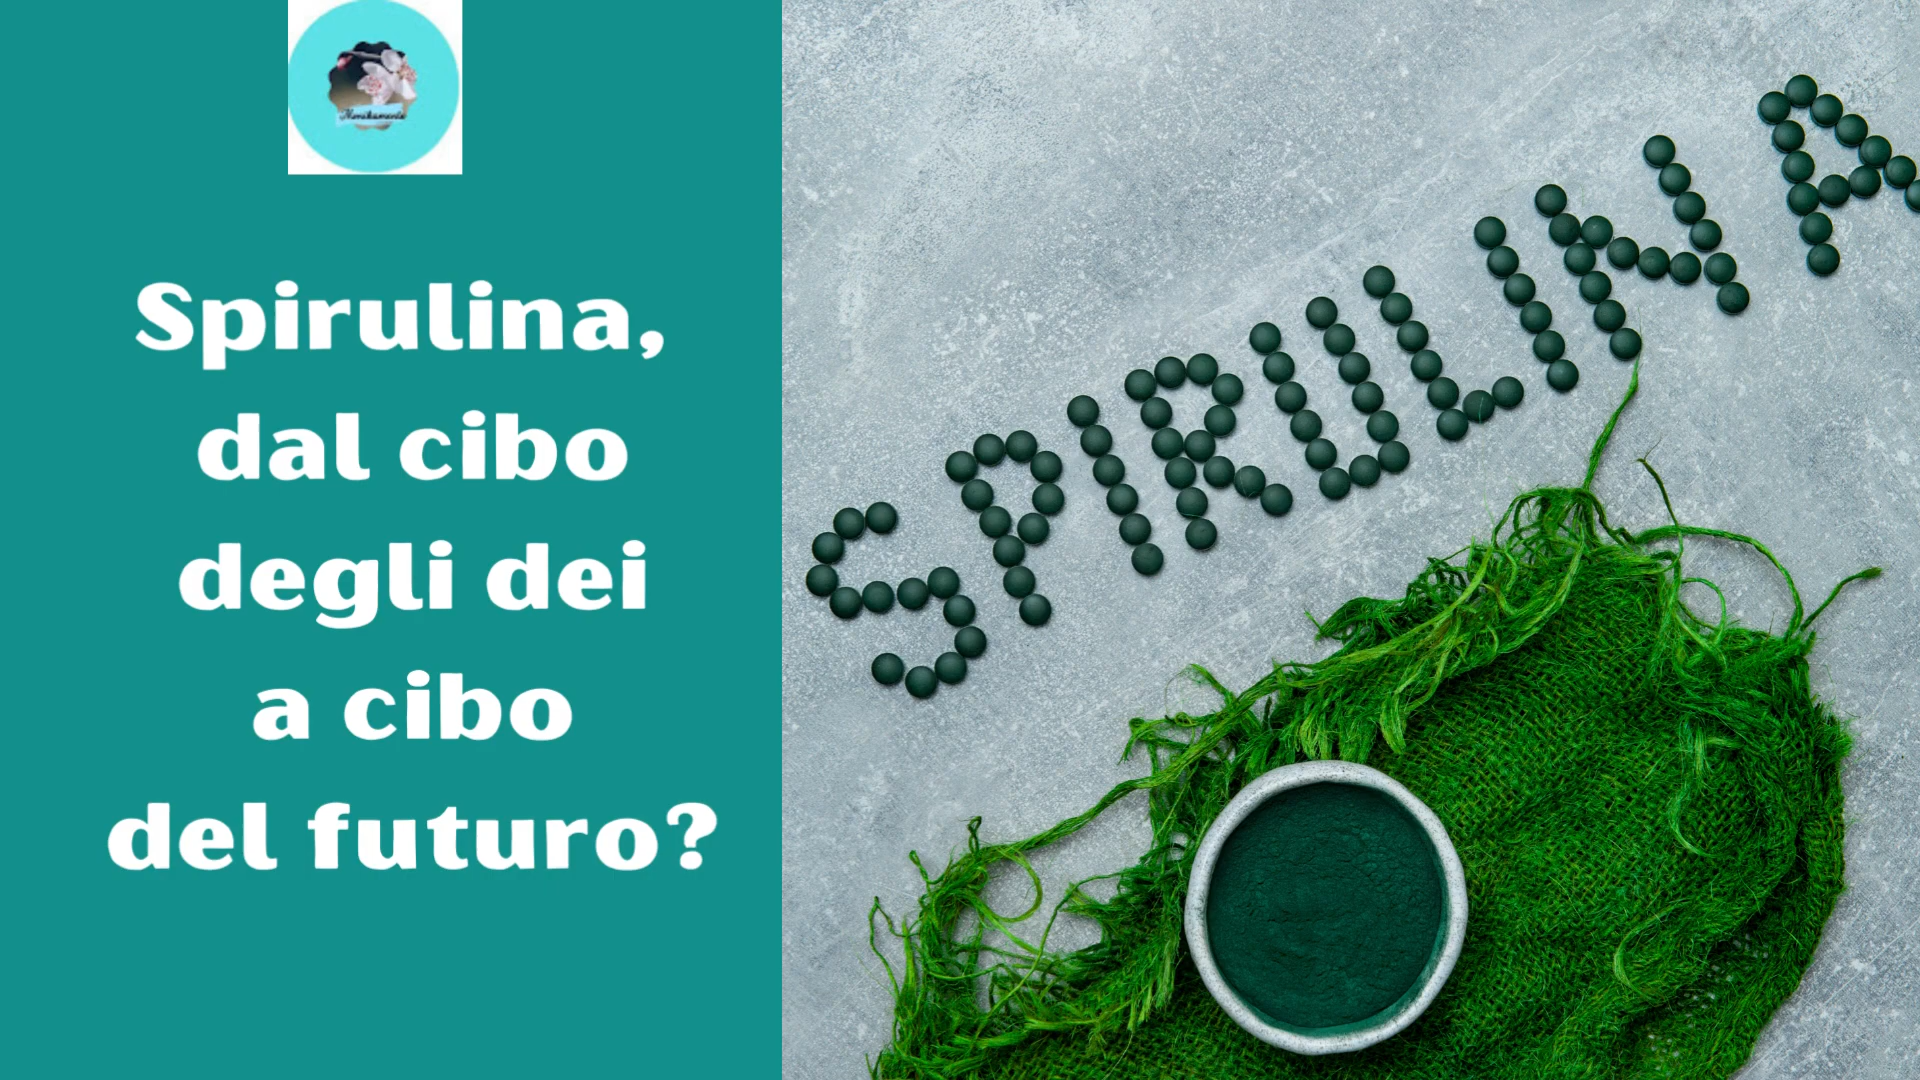 Spirulina,
dal cibo
degli dei
a cibo
del futuro?
SPIRULINA